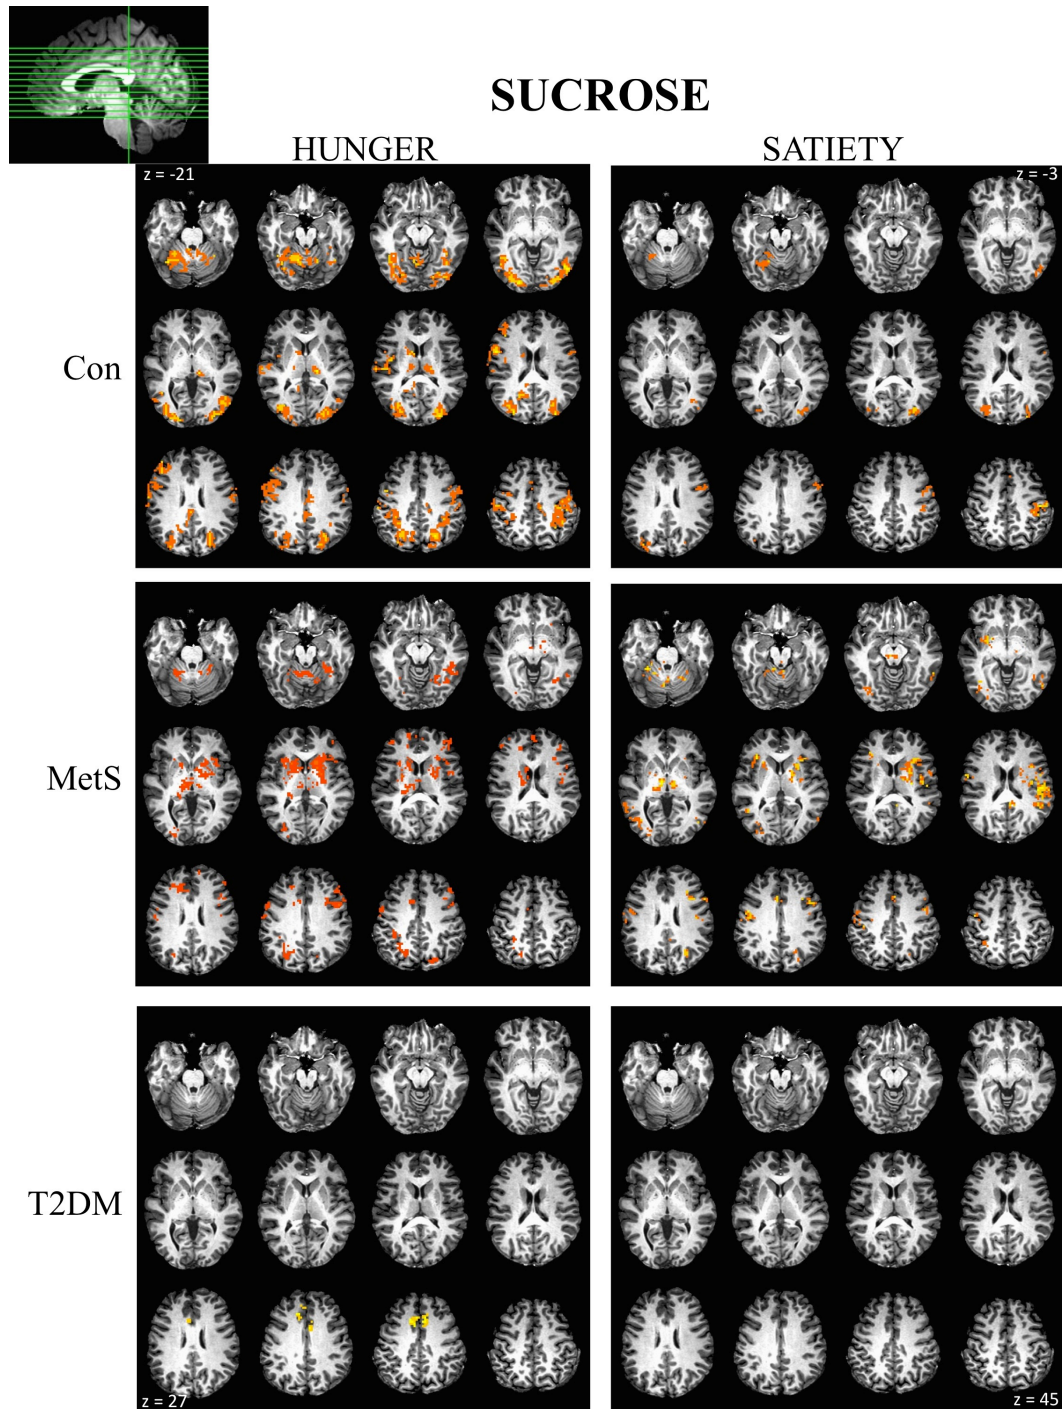 SUCROSE
HUNGER
SATIETY
z = -21
z = -3
Con
MetS
T2DM
z = 27
z = 45